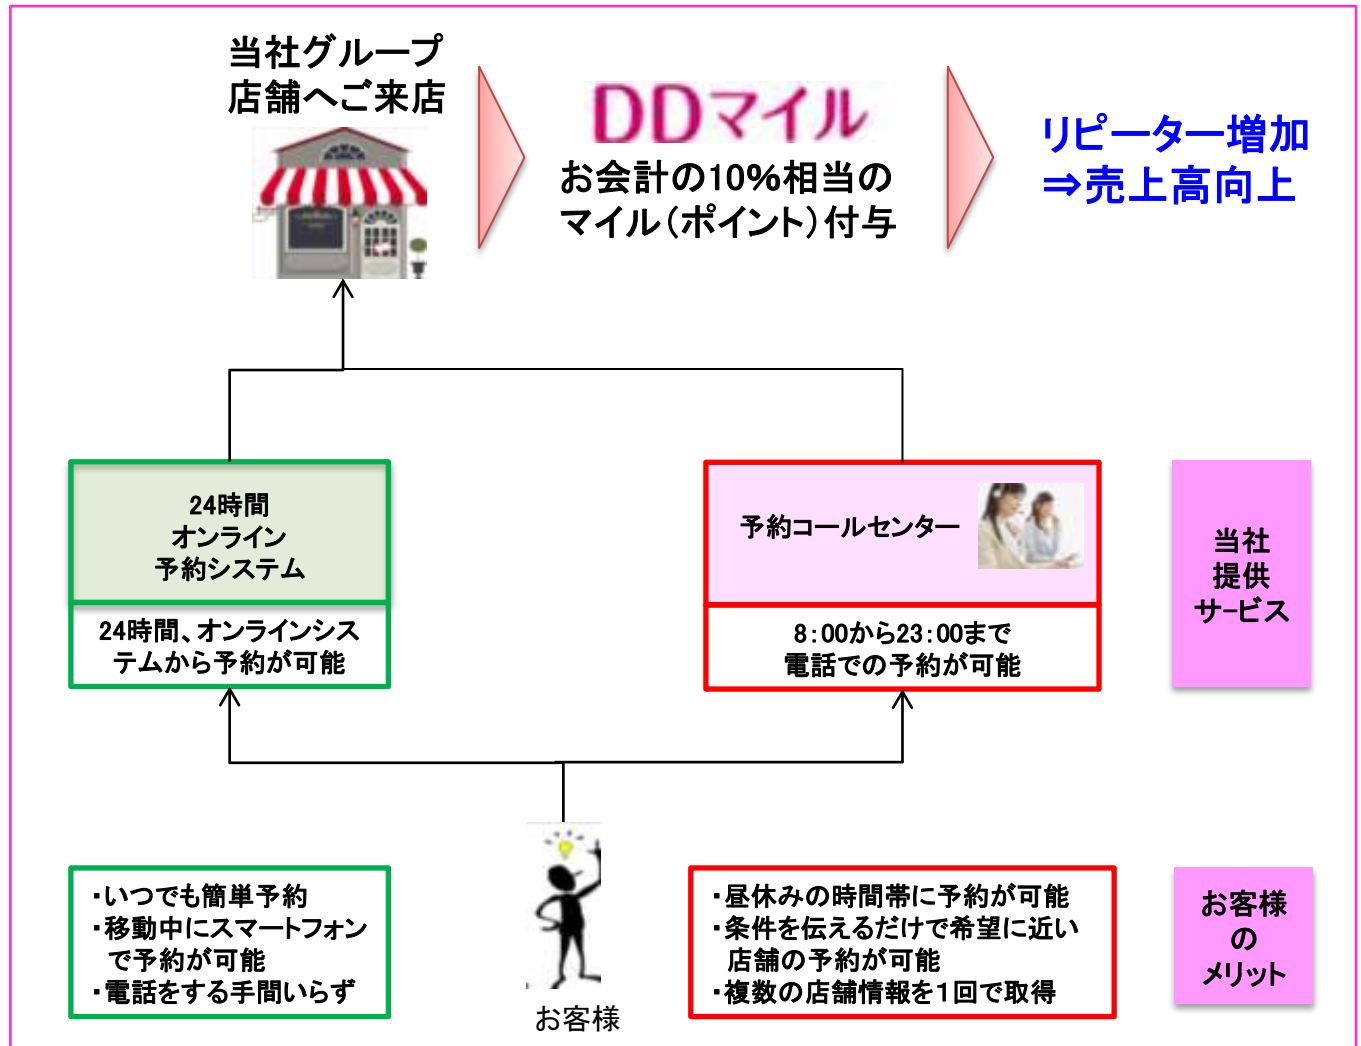 当社グループ
店舗へご来店
DDマイル
お会計の10%相当の
マイル(ポイント)付与
リピーター増加
⇒売上高向上
24時間
オンライン
予約システム
24時間、オンラインシス
テムから予約が可能
予約コールセンター
8:00から23:00まで
電話での予約が可能
当社
提供
サービス
・いつでも簡単予約
・移動中にスマートフォン
で予約が可能
・電話をする手間いらず
お客様
・昼休みの時間帯に予約が可能
・条件を伝えるだけで希望に近い
店舗の予約が可能
・複数の店舗情報を1回で取得
お客様
の
メリット